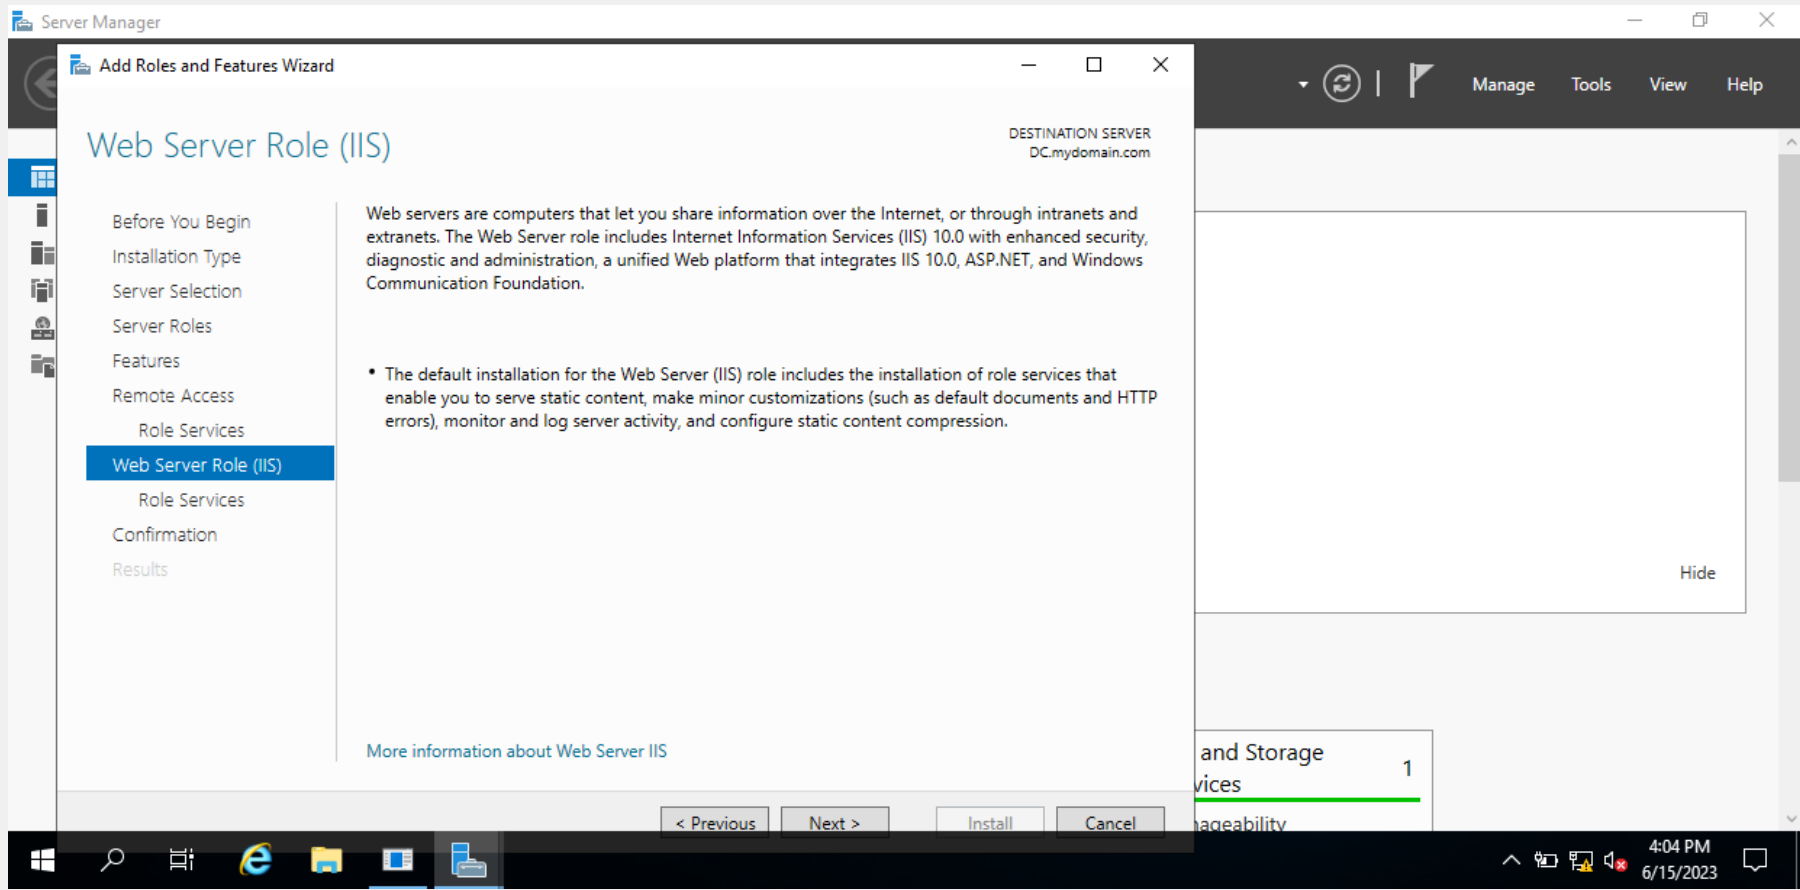 Server Manager
Add Roles and Features Wizard
Manage Tools View Help
Web Server Role (IIS)
DESTINATION SERVER
DC.mydomain.com
Before You Begin
Installation Type
Server Selection
Server Roles
Features
Remote Access
Role Services
Web Server Role (IIS)
Role Services
Confirmation
Results
Web servers are computers that let you share information over the Internet, or through intranets and
extranets. The Web Server role includes Internet Information Services (IIS) 10.0 with enhanced security,
diagnostic and administration, a unified Web platform that integrates IIS 10.0, ASP.NET, and Windows
Communication Foundation.
• The default installation for the Web Server (IIS) role includes the installation of role services that
enable you to serve static content, make minor customizations (such as default documents and HTTP
errors), monitor and log server activity, and configure static content compression.
More information about Web Server IIS
< Previous Next > Install Cancel
Hide
and Storage
vices
1
nageability
4:04 PM
6/15/2023